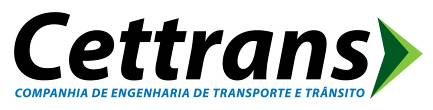 Cettrans
COMPANHIA DE ENGENHARIA DE TRANSPORTE E TRÂNSITO